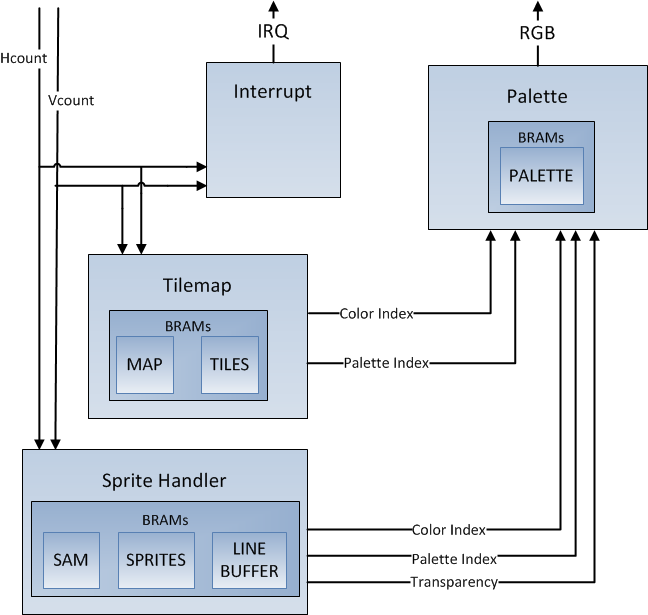 IRQ
RGB
Hcount
Vcount
Interrupt
Palette
BRAMs
PALETTE
Tilemap
BRAMs
MAP
TILES
Color Index
Palette Index
Sprite Handler
BRAMs
SAM
SPRITES
LINE
BUFFER
Color Index
Palette Index
Transparency